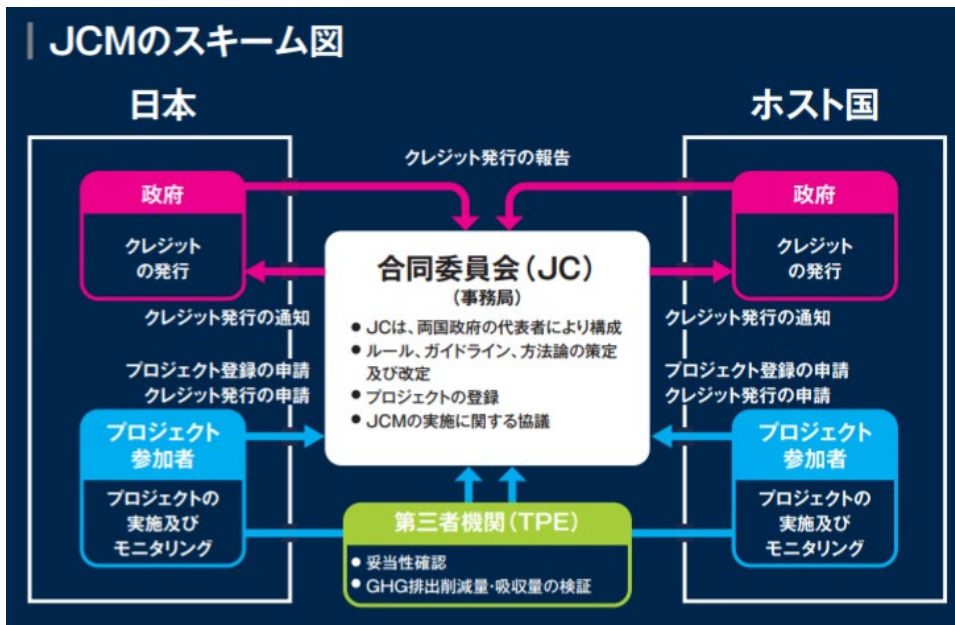 JCMのスキーム図
日本
ホスト国
クレジット発行の報告
政府
クレジット
の発行
政府
クレジット
の発行
合同委員会(JC)
(事務局)
● JCは、両国政府の代表者により構成
● ルール、ガイドライン、方法論の策定
及び改定
● プロジェクトの登録
● JCMの実施に関する協議
クレジット発行の通知
クレジット発行の通知
プロジェクト登録の申請
クレジット発行の申請
プロジェクト登録の申請
クレジット発行の申請
プロジェクト
参加者
プロジェクトの
実施及び
モニタリング
プロジェクト
参加者
プロジェクトの
実施及び
モニタリング
第三者機関(TPE)
● 妥当性確認
● GHG排出削減量・吸収量の検証